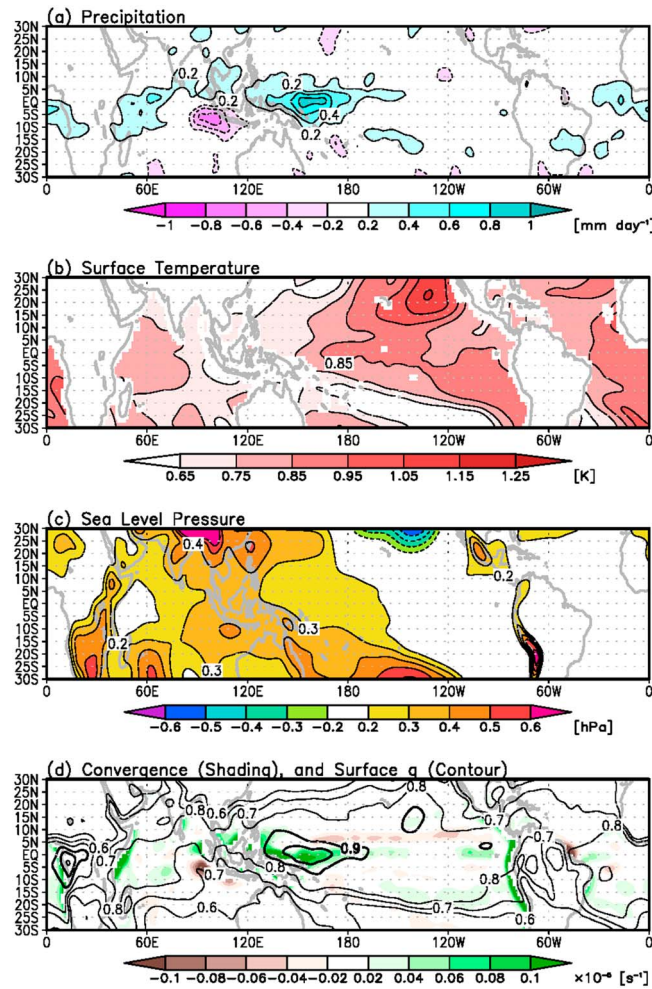 (a) Precipitation
30N
25N
20N
15N
10N
5N
EQ
5S
10S
15S
20S
25S
30S
0.2
0.2
0.2
0.4
0.2
60E 120E 180 120W 60W 0
-1 -0.8 -0.6 -0.4 -0.2 0.2 0.4 0.6 0.8 1 [mm day⁻¹]
(b) Surface Temperature
30N
25N
20N
15N
10N
5N
EQ
5S
10S
15S
20S
25S
30S
0.85
60E 120E 180 120W 60W 0
0.65 0.75 0.85 0.95 1.05 1.15 1.25 [K]
(c) Sea Level Pressure
30N
25N
20N
15N
10N
5N
EQ
5S
10S
15S
20S
25S
30S
0.4
0.2
0.3
0.2
0.3
60E 120E 180 120W 60W 0
-0.6 -0.5 -0.4 -0.3 -0.2 0.2 0.3 0.4 0.5 0.6 [hPa]
(d) Convergence (Shading), and Surface q (Contour)
30N
25N
20N
15N
10N
5N
EQ
5S
10S
15S
20S
25S
30S
0.8 0.6 0.7 0.8 0.7 0.8
0.6 0.7 0.9 0.7
0.7 0.7 0.8 0.8 0.8
0.8 0.6 0.7 0.6
60E 120E 180 120W 60W 0
-0.1 -0.08 -0.06 -0.04 -0.02 0.02 0.04 0.06 0.08 0.1 ×10⁻⁶ [s⁻¹]